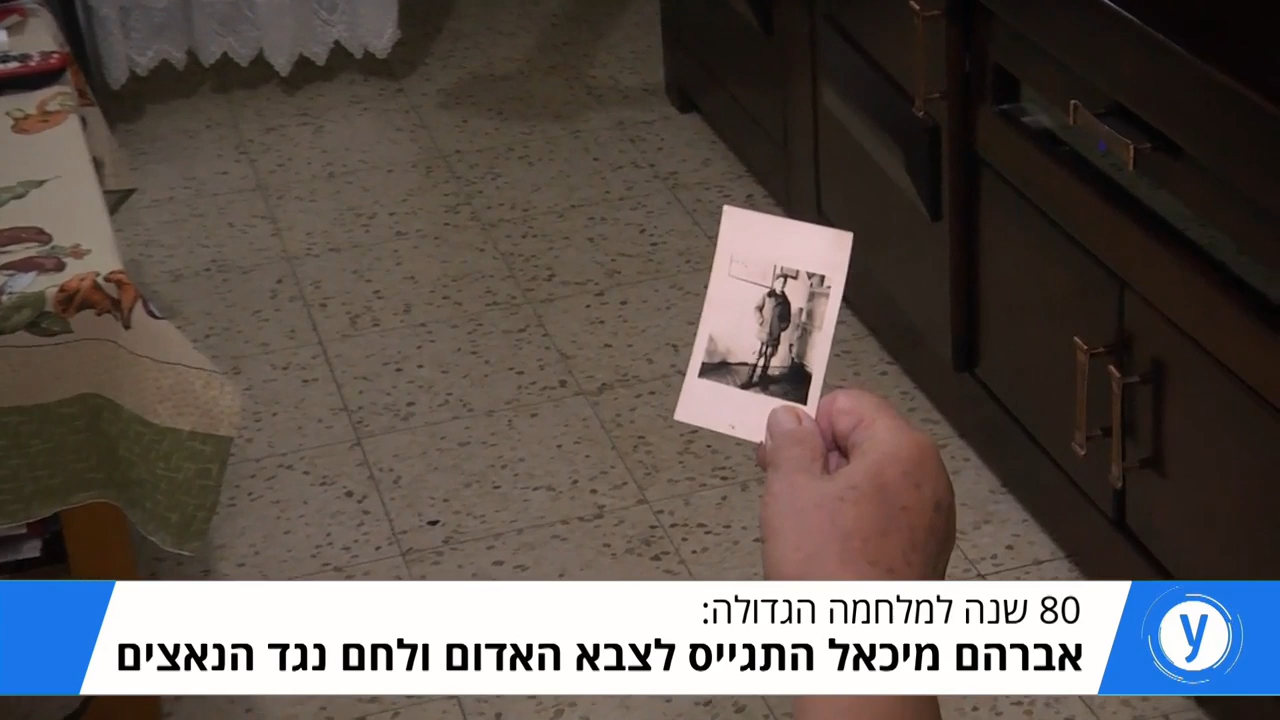 80 שנה למלחמה הגדולה:
אברהם מיכאל התגייס לצבא האדום ולחם נגד הנאצים
y